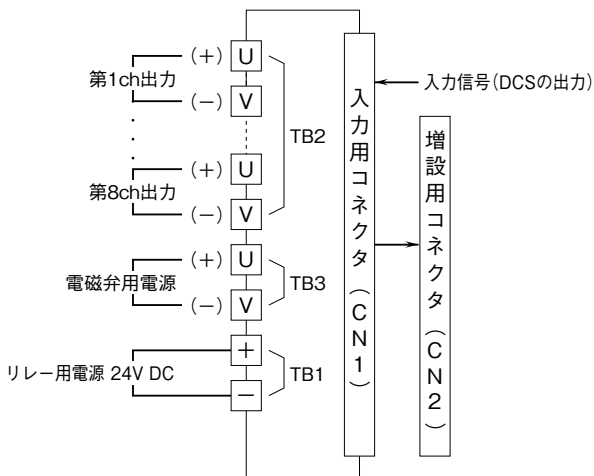 (+) U
第1ch出力
(−) V
TB2
(+) U
第8ch出力
(−) V
(+) U
電磁弁用電源
TB3
(−) V
+
リレー用電源 24V DC
TB1
−
入力用コネクタ(CN1)
入力信号(DCSの出力)
増設用コネクタ(CN2)